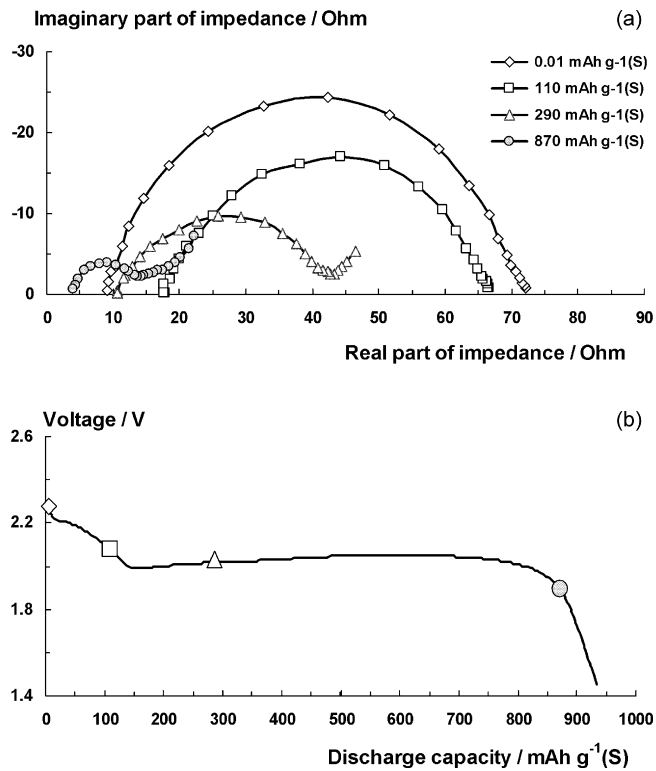 Imaginary part of impedance / Ohm (a)
-30
0.01 mAh g-1(S)
110 mAh g-1(S)
290 mAh g-1(S)
870 mAh g-1(S)
-20
-10
0
0 10 20 30 40 50 60 70 80 90
Real part of impedance / Ohm
Voltage / V (b)
2.6
2.2
1.8
1.4
0 100 200 300 400 500 600 700 800 900 1000
Discharge capacity / mAh g⁻¹(S)